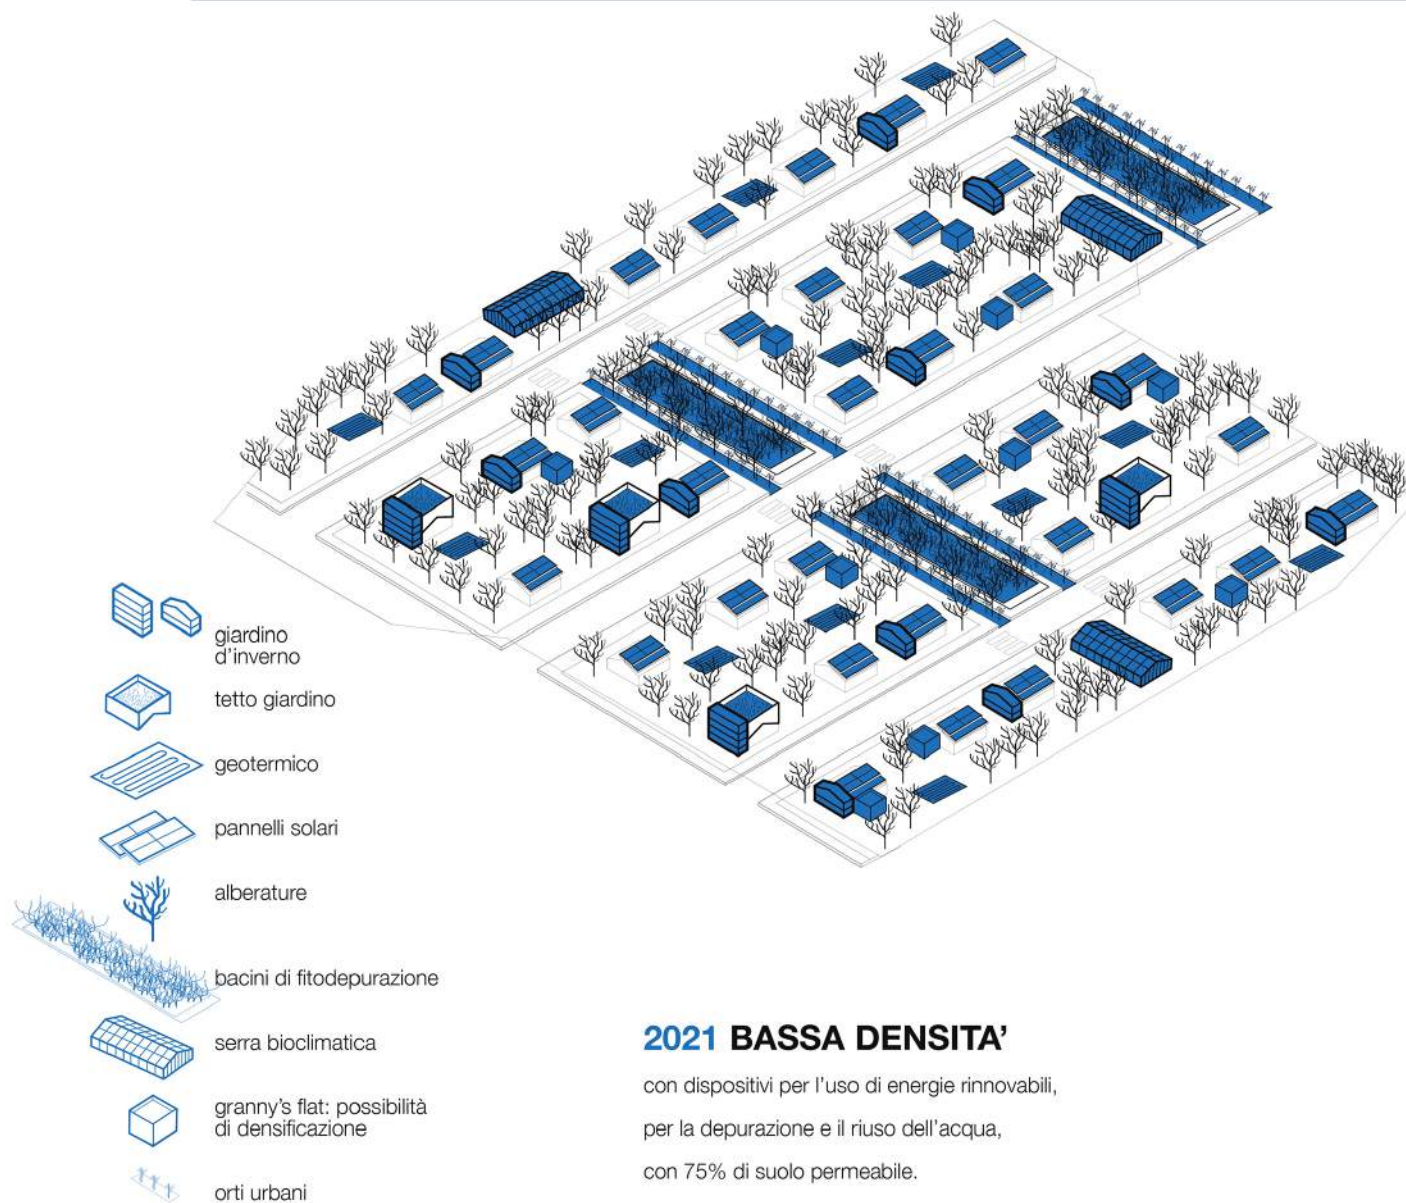 giardino
d'inverno
tetto giardino
geotermico
pannelli solari
alberature
bacini di fitodepurazione
serra bioclimatica
granny's flat: possibilità
di densificazione
orti urbani
2021 BASSA DENSITA'
con dispositivi per l'uso di energie rinnovabili,
per la depurazione e il riuso dell'acqua,
con 75% di suolo permeabile.